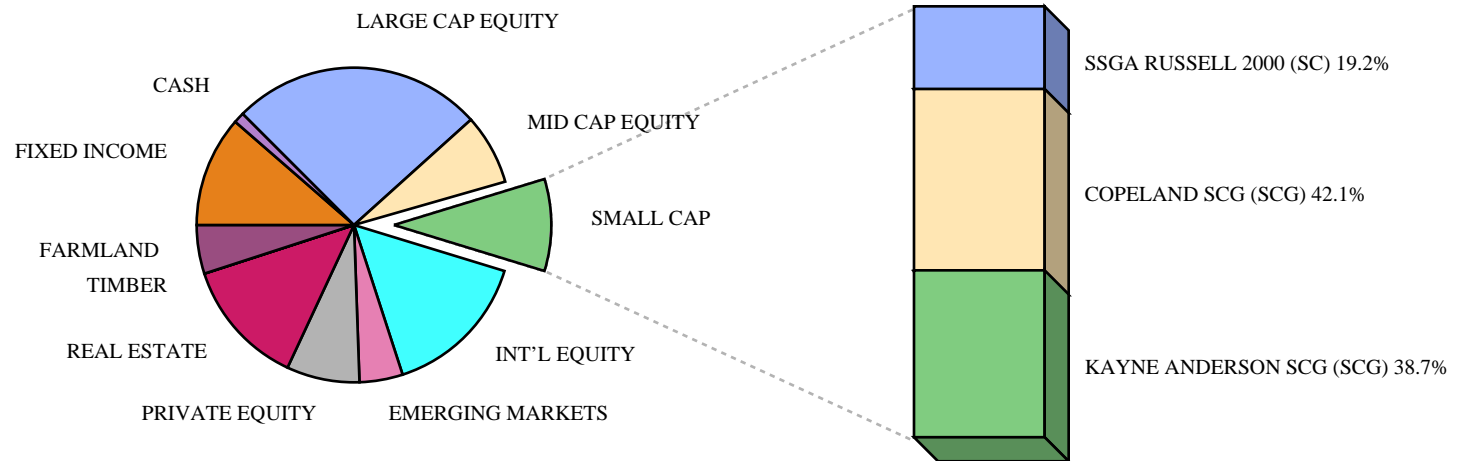 LARGE CAP EQUITY
CASH
MID CAP EQUITY
FIXED INCOME
SMALL CAP
FARMLAND
TIMBER
REAL ESTATE
INT'L EQUITY
PRIVATE EQUITY
EMERGING MARKETS
SSGA RUSSELL 2000 (SC) 19.2%
COPELAND SCG (SCG) 42.1%
KAYNE ANDERSON SCG (SCG) 38.7%